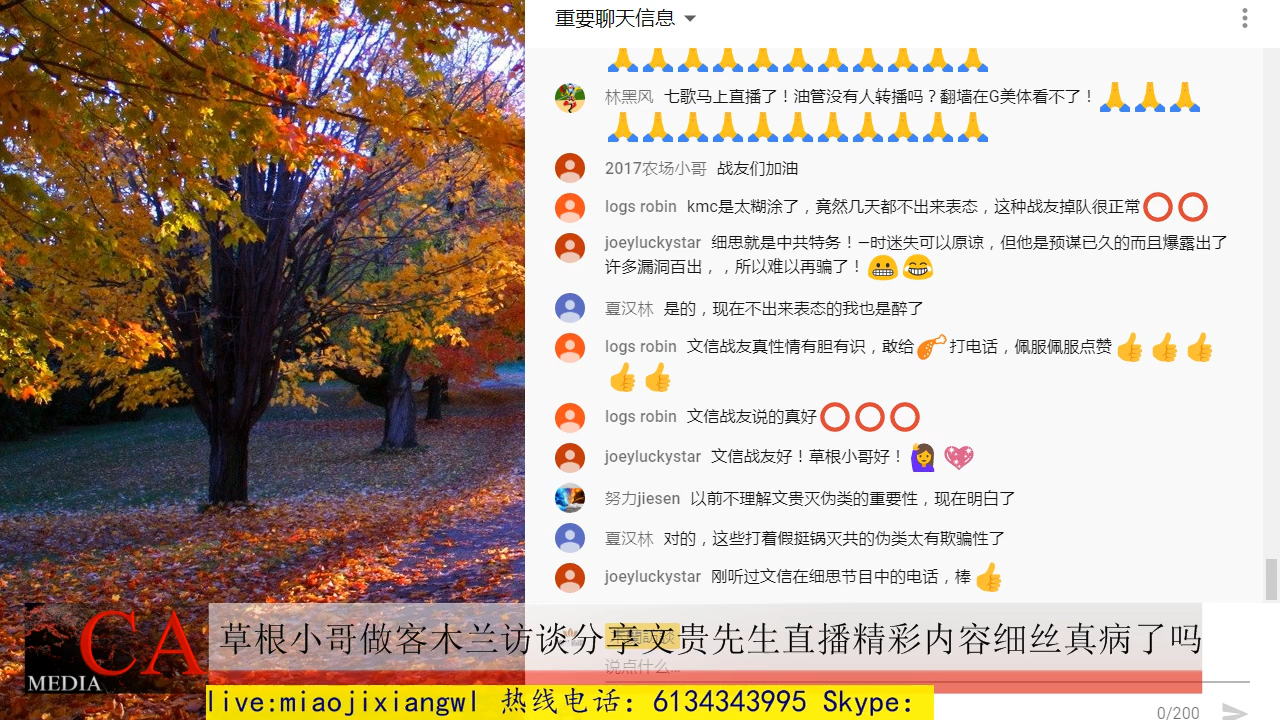 重要聊天信息
林黑风 七歌马上直播了！油管没有人转播吗？翻墙在G美体看不了！
2017农场小哥 战友们加油
logs robin kmc是太糊涂了，竟然几天都不出来表态，这种战友掉队很正常
joeyluckystar 细思就是中共特务！一时迷失可以原谅，但他是预谋已久的而且爆露出了
许多漏洞百出，，所以难以再骗了！
夏汉林 是的，现在不出来表态的我也是醉了
logs robin 文信战友真性情有胆有识，敢给🍗打电话，佩服佩服点赞
logs robin 文信战友说的真好
joeyluckystar 文信战友好！草根小哥好！
努力jiesen 以前不理解文贵灭伪类的重要性，现在明白了
夏汉林 对的，这些打着假挺锅灭共的伪类太有欺骗性了
joeyluckystar 刚听过文信在细思节目中的电话，棒
CA
MEDIA
草根小哥做客木兰访谈分享文贵先生直播精彩内容细丝真病了吗
说点什么...
live:miaojixiangwl 热线电话：6134343995 Skype:
0/200